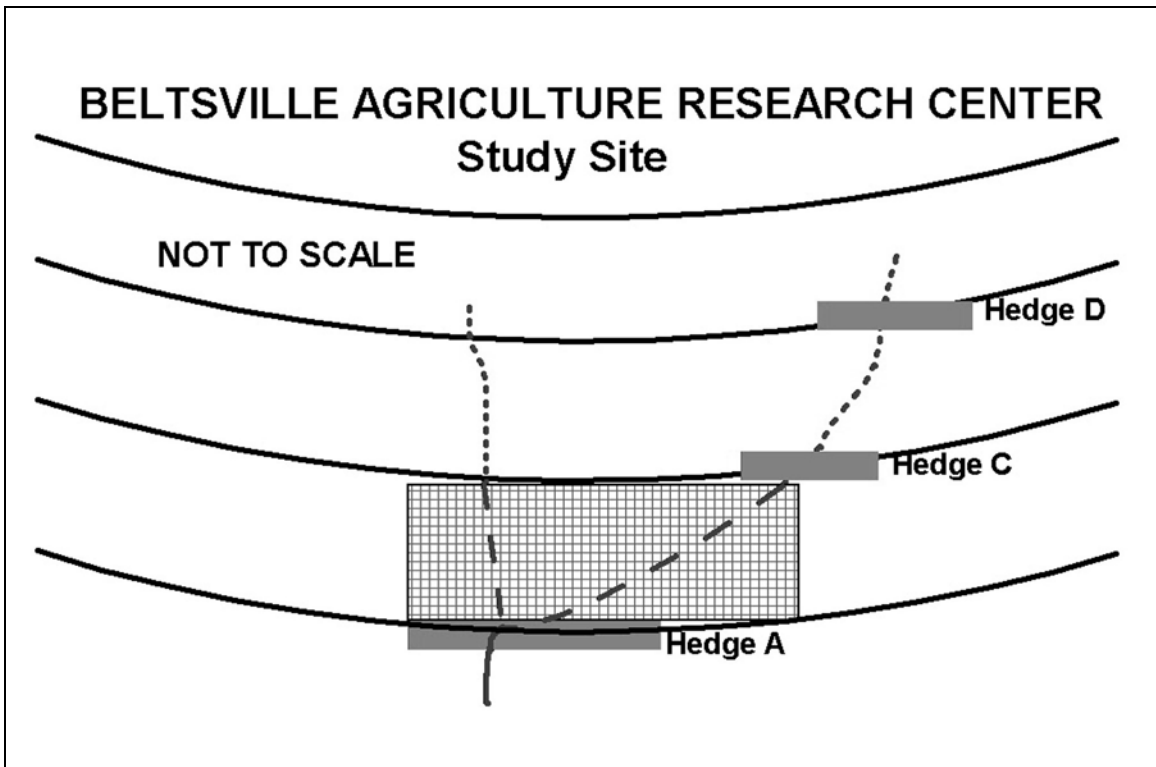 BELTSVILLE AGRICULTURE RESEARCH CENTER
Study Site
NOT TO SCALE
Hedge D
Hedge C
Hedge A